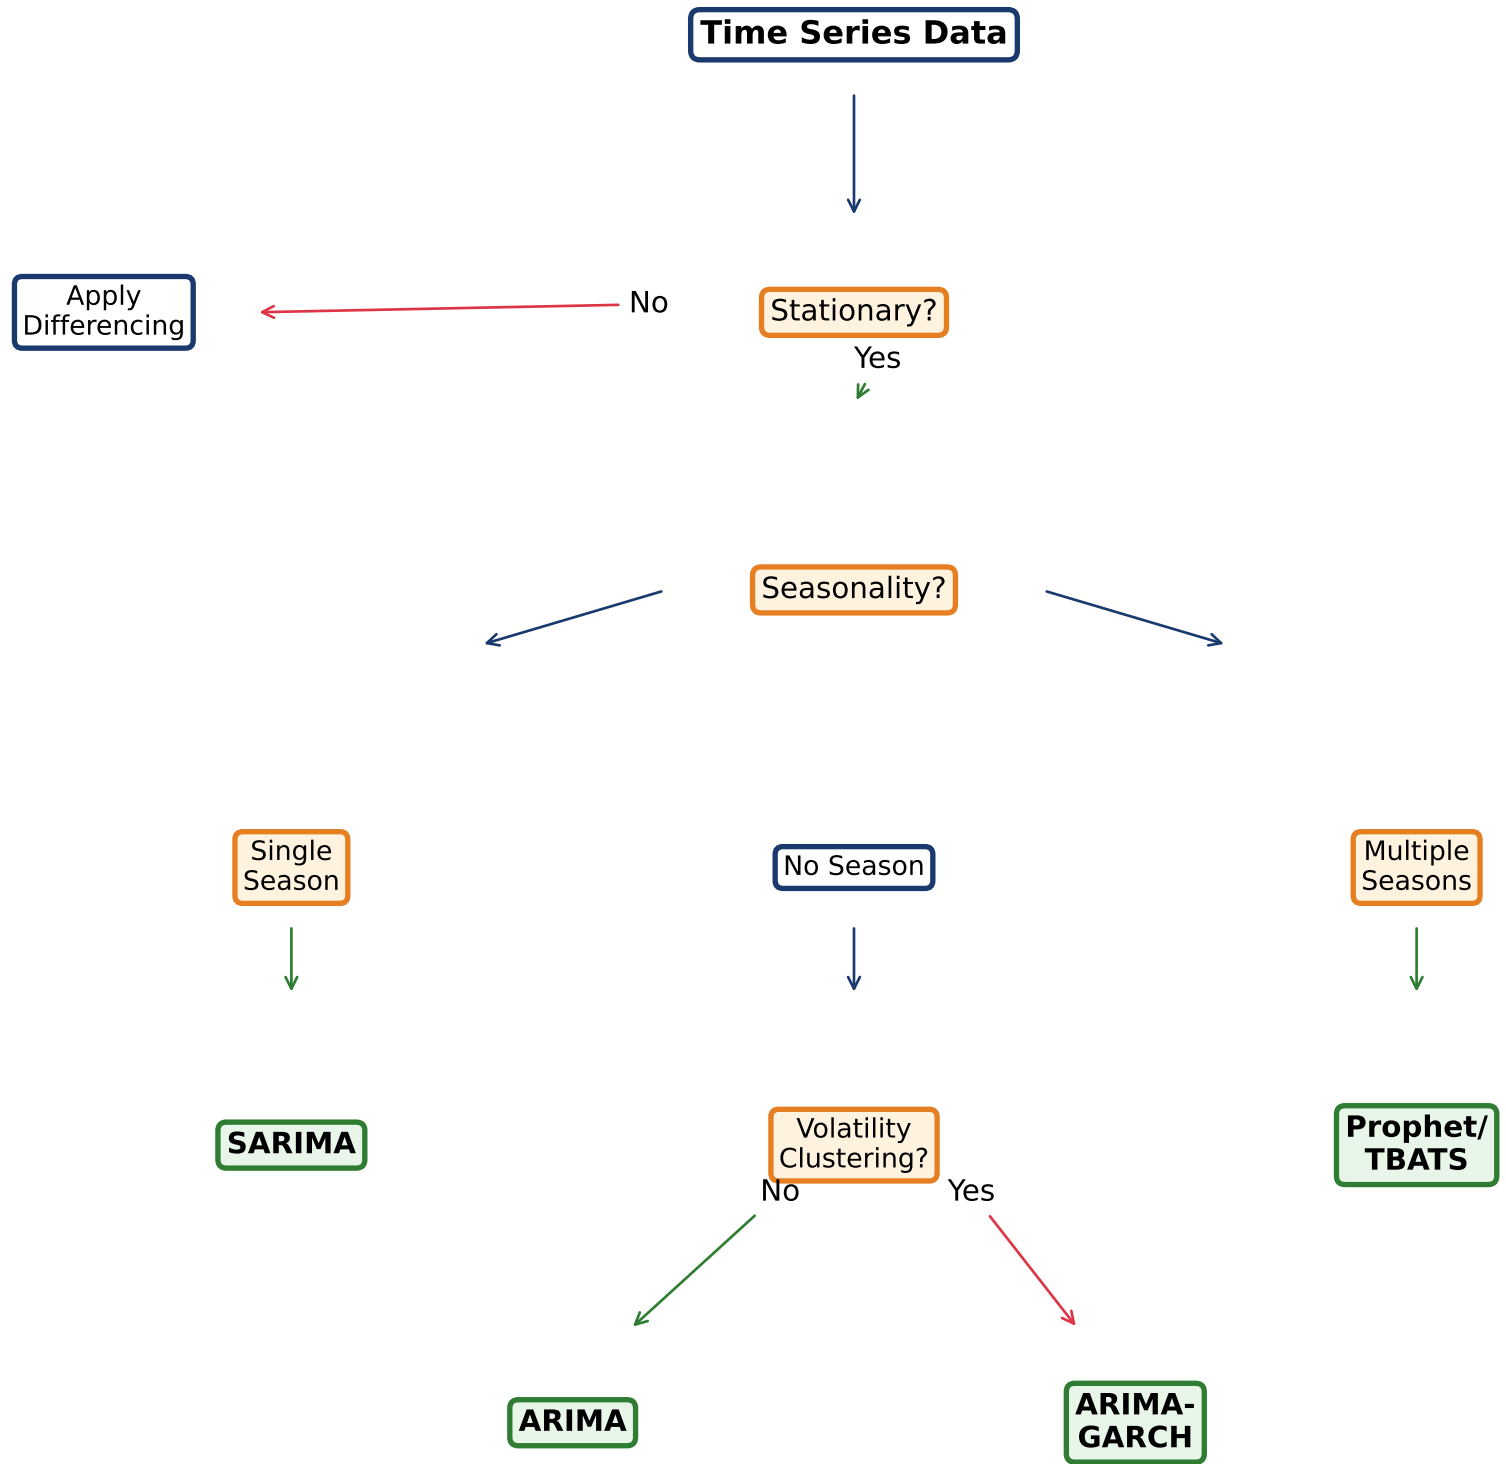 Time Series Data
Apply
Differencing
No
Stationary?
Yes
Seasonality?
Single
Season
No Season
Multiple
Seasons
SARIMA
Volatility
Clustering?
Prophet/
TBATS
No
Yes
ARIMA
ARIMA-
GARCH